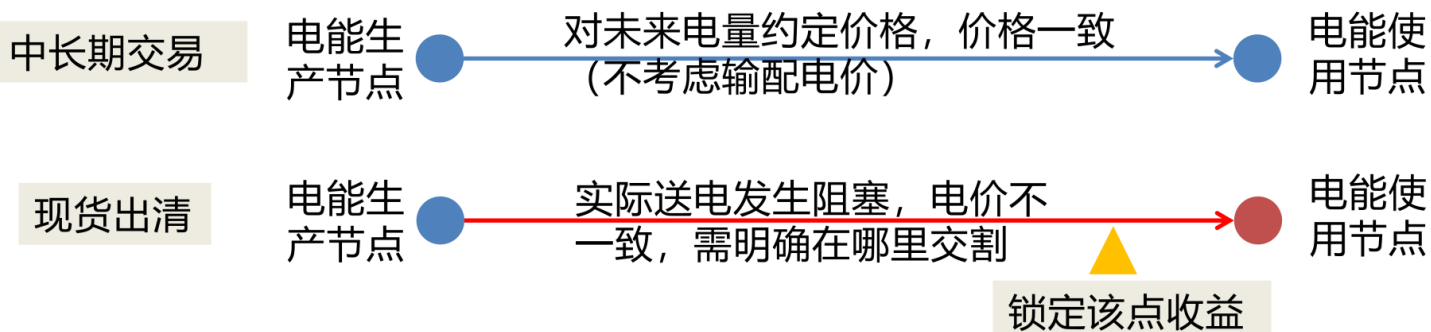 中长期交易
电能生
产节点
对未来电量约定价格，价格一致
（不考虑输配电价）
电能使
用节点
现货出清
电能生
产节点
实际送电发生阻塞，电价不
一致，需明确在哪里交割
电能使
用节点
锁定该点收益